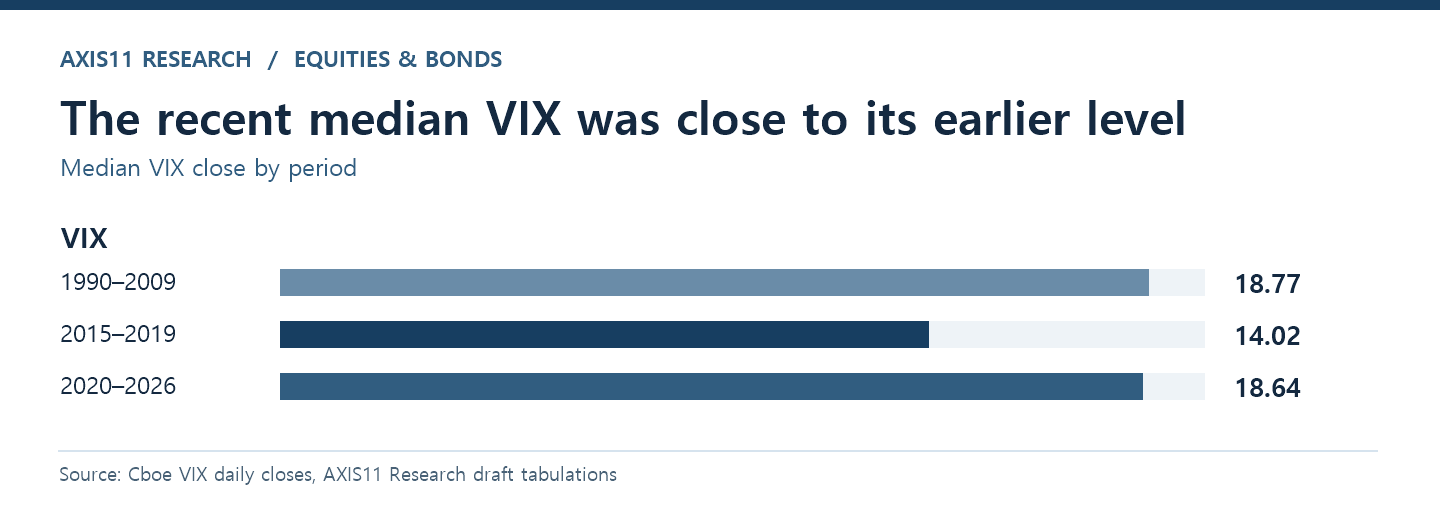 AXIS11 RESEARCH / EQUITIES & BONDS
The recent median VIX was close to its earlier level
Median VIX close by period
VIX
1990–2009 18.77
2015–2019 14.02
2020–2026 18.64
Source: Cboe VIX daily closes, AXIS11 Research draft tabulations